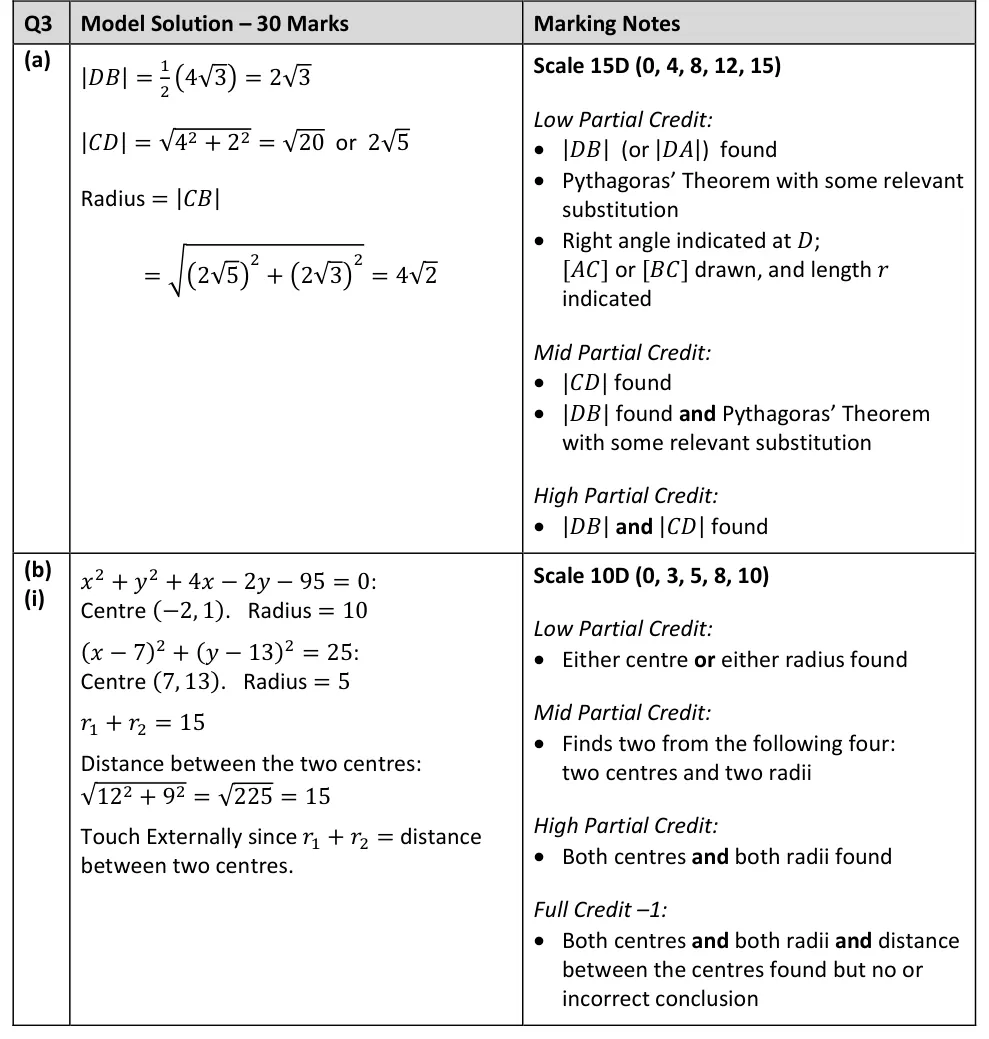 Q3 Model Solution – 30 Marks Marking Notes
(a)
|DB| = 1/2 (4√3) = 2√3
|CD| = √(4² + 2²) = √20 or 2√5
Radius = |CB|
= √((2√5)² + (2√3)²) = 4√2
Scale 15D (0, 4, 8, 12, 15)
Low Partial Credit:
• |DB| (or |DA|) found
• Pythagoras’ Theorem with some relevant
substitution
• Right angle indicated at D;
[AC] or [BC] drawn, and length r
indicated
Mid Partial Credit:
• |CD| found
• |DB| found and Pythagoras’ Theorem
with some relevant substitution
High Partial Credit:
• |DB| and |CD| found
(b)
(i)
x² + y² + 4x − 2y − 95 = 0:
Centre (−2, 1). Radius = 10
(x − 7)² + (y − 13)² = 25:
Centre (7, 13). Radius = 5
r₁ + r₂ = 15
Distance between the two centres:
√(12² + 9²) = √225 = 15
Touch Externally since r₁ + r₂ = distance
between two centres.
Scale 10D (0, 3, 5, 8, 10)
Low Partial Credit:
• Either centre or either radius found
Mid Partial Credit:
• Finds two from the following four:
two centres and two radii
High Partial Credit:
• Both centres and both radii found
Full Credit –1:
• Both centres and both radii and distance
between the centres found but no or
incorrect conclusion